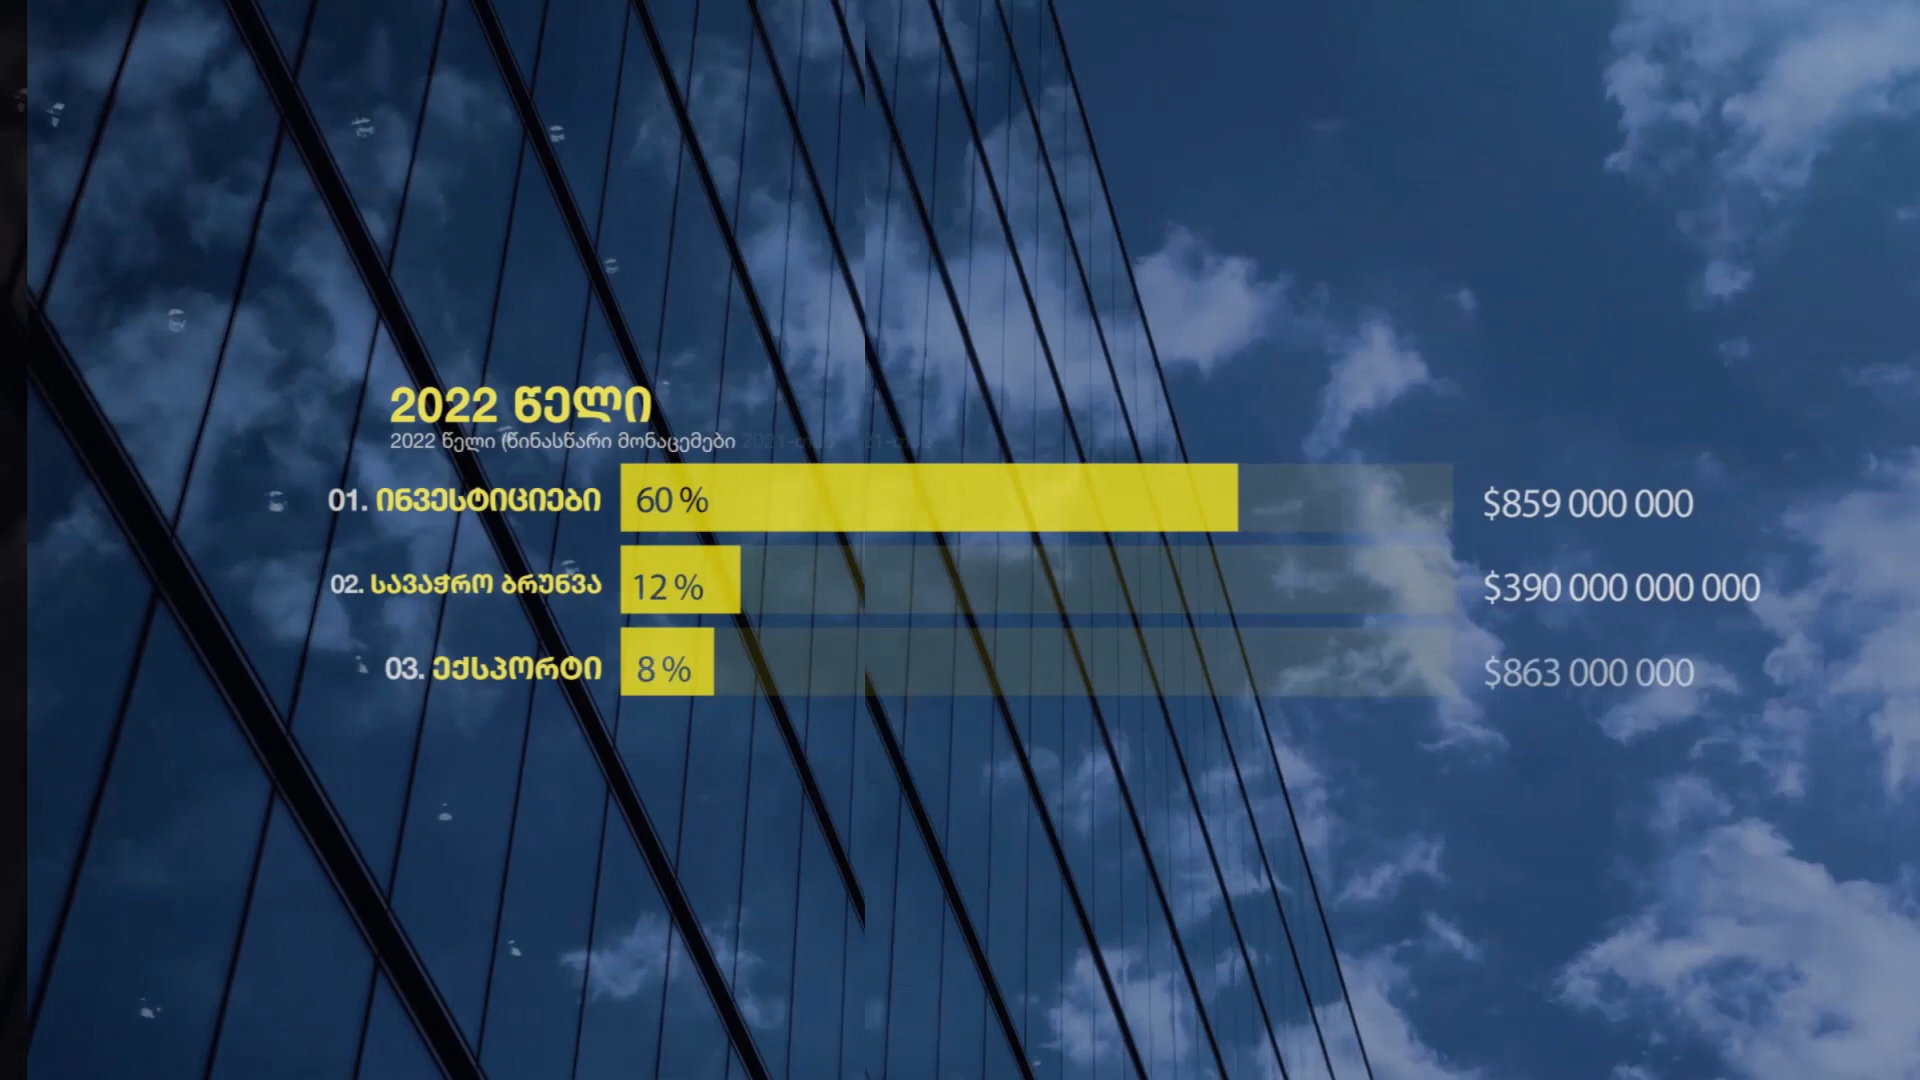 2022 წელი
2022 წელი (წინასწარი მონაცემები
01. ინვესტიციები 60 % $859 000 000
02. სავაჭრო ბრუნვა 12 % $390 000 000 000
03. ექსპორტი 8 % $863 000 000